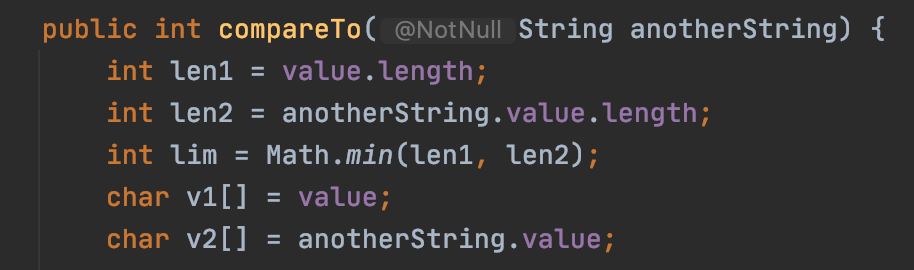 public int compareTo( @NotNull String anotherString) {
int len1 = value.length;
int len2 = anotherString.value.length;
int lim = Math.min(len1, len2);
char v1[] = value;
char v2[] = anotherString.value;